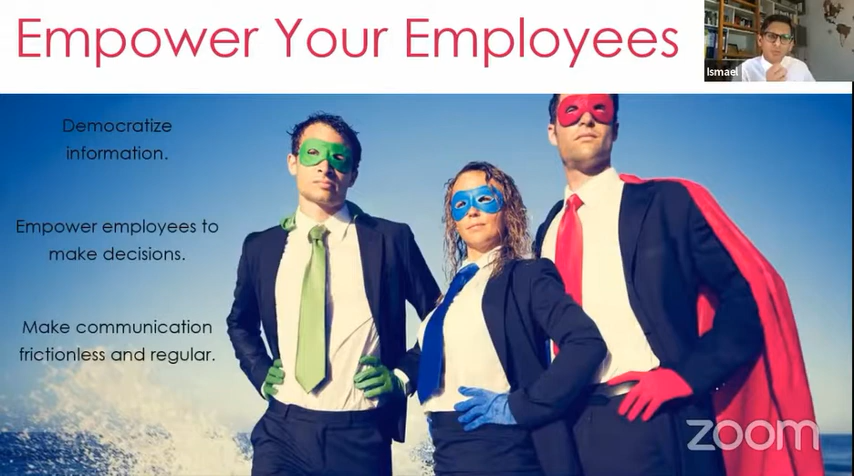 Empower Your Employees
Ismael
Democratize
information.
Empower employees to
make decisions.
Make communication
frictionless and regular.
zoom